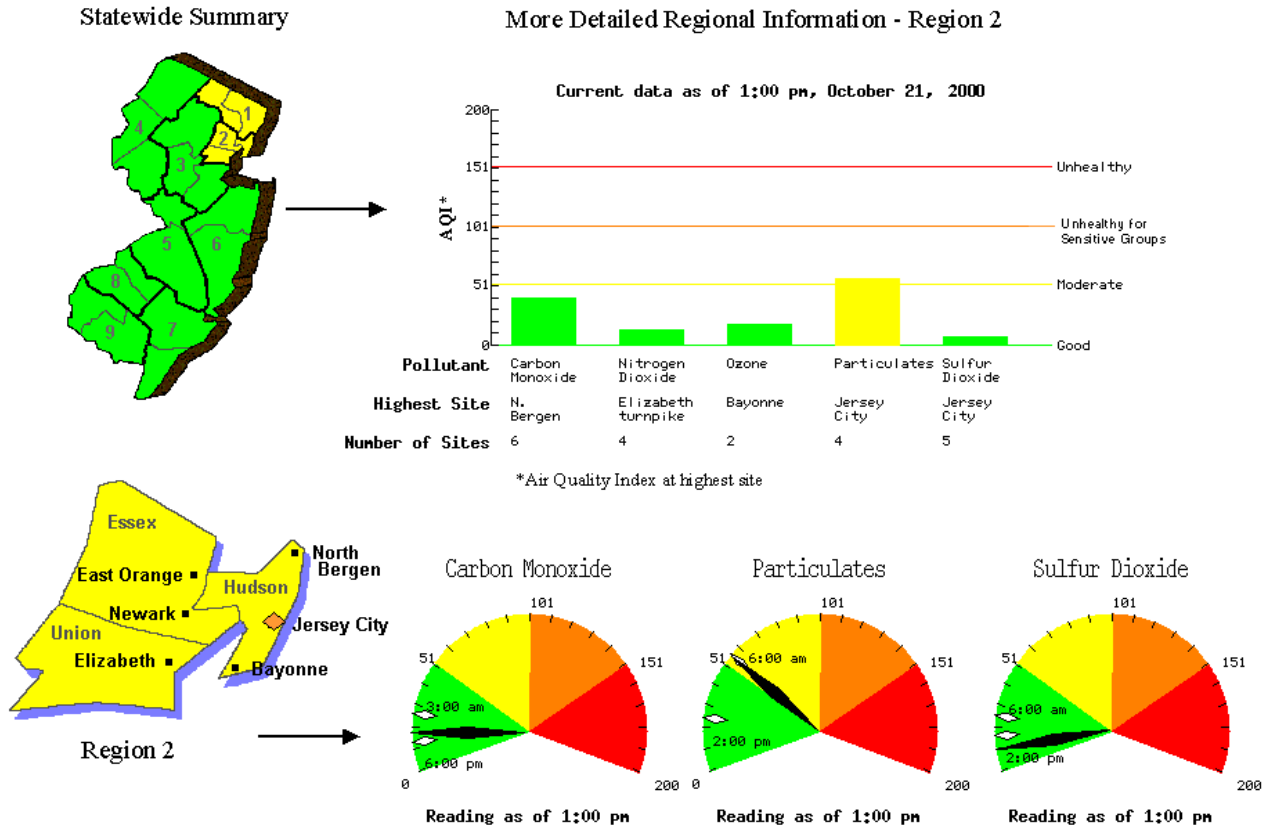 Statewide Summary
More Detailed Regional Information - Region 2
Current data as of 1:00 pm, October 21, 2000
1
2
3
4
5
6
7
8
9
AQI*
200
151
101
51
0
Unhealthy
Unhealthy for
Sensitive Groups
Moderate
Good
Pollutant Carbon Nitrogen Ozone Particulates Sulfur
Monoxide Dioxide Dioxide
Highest Site N. Elizabeth Bayonne Jersey Jersey
Bergen turnpike City City
Number of Sites 6 4 2 4 5
*Air Quality Index at highest site
Essex
East Orange
Newark
Union
Elizabeth
Hudson
North
Bergen
Jersey City
Bayonne
Region 2
Carbon Monoxide
101
51
151
3:00 am
6:00 pm
0
200
Reading as of 1:00 pm
Particulates
101
51
151
6:00 am
2:00 pm
0
200
Reading as of 1:00 pm
Sulfur Dioxide
101
51
151
6:00 am
2:00 pm
0
200
Reading as of 1:00 pm